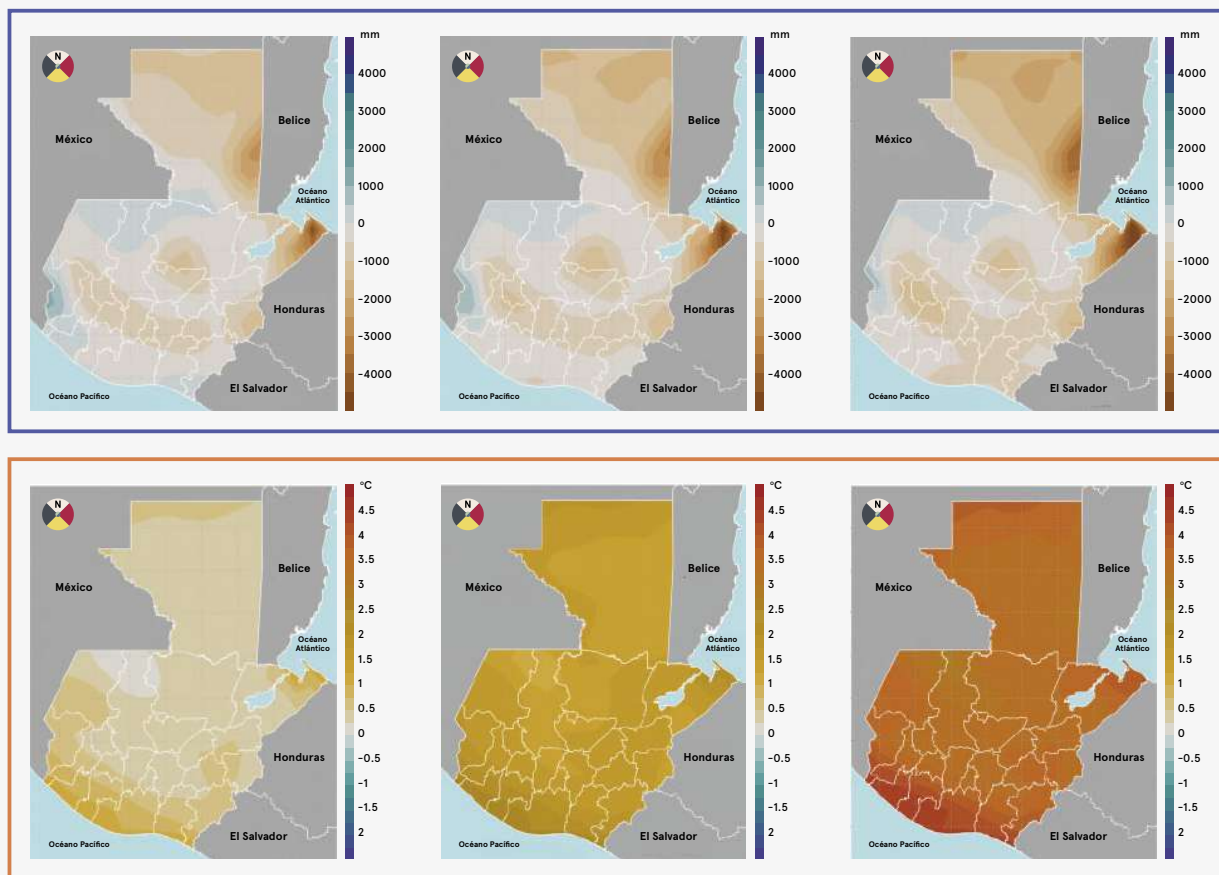 mm
N
4000
3000
2000
1000
0
-1000
-2000
-3000
-4000
México
Belice
Océano
Atlántico
Honduras
El Salvador
Océano Pacífico
mm
N
4000
3000
2000
1000
0
-1000
-2000
-3000
-4000
México
Belice
Océano
Atlántico
Honduras
El Salvador
Océano Pacífico
mm
N
4000
3000
2000
1000
0
-1000
-2000
-3000
-4000
México
Belice
Océano
Atlántico
Honduras
El Salvador
Océano Pacífico
°C
N
4.5
4
3.5
3
2.5
2
1.5
1
0.5
0
-0.5
-1
-1.5
2
México
Belice
Océano
Atlántico
Honduras
El Salvador
Océano Pacífico
°C
N
4.5
4
3.5
3
2.5
2
1.5
1
0.5
0
-0.5
-1
-1.5
2
México
Belice
Océano
Atlántico
Honduras
El Salvador
Océano Pacífico
°C
N
4.5
4
3.5
3
2.5
2
1.5
1
0.5
0
-0.5
-1
-1.5
2
México
Belice
Océano
Atlántico
Honduras
El Salvador
Océano Pacífico